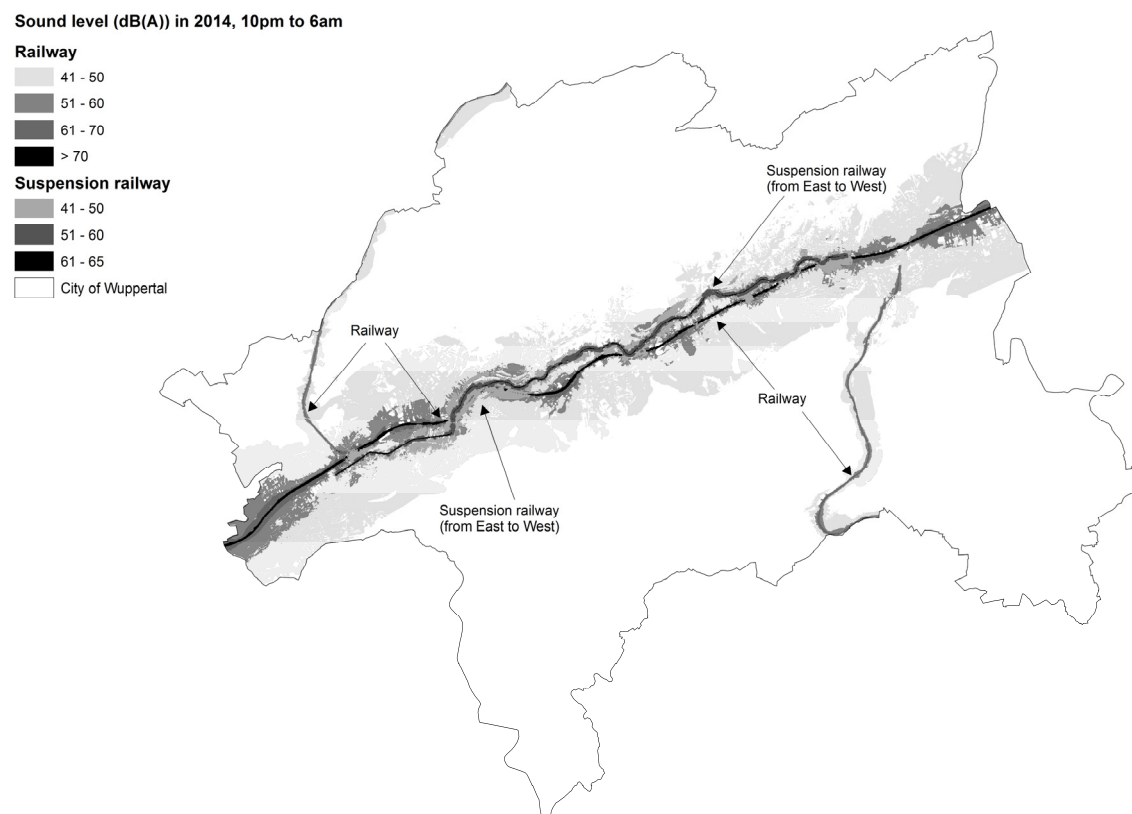 Sound level (dB(A)) in 2014, 10pm to 6am
Railway
41 - 50
51 - 60
61 - 70
> 70
Suspension railway
41 - 50
51 - 60
61 - 65
City of Wuppertal
Suspension railway
(from East to West)
Railway
Railway
Suspension railway
(from East to West)